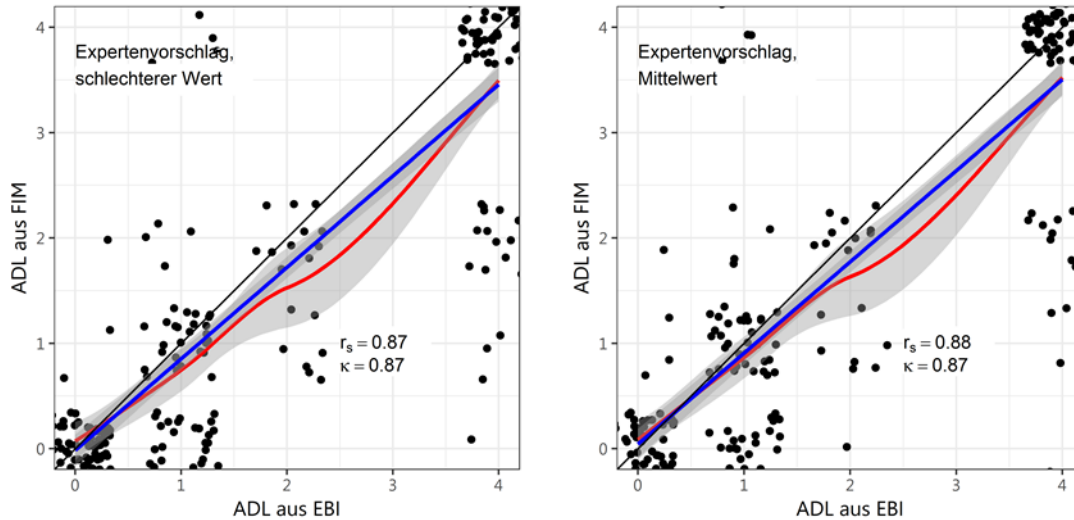 Expertenvorschlag,
schlechterer Wert
4
3
2
1
0
ADL aus FIM
rs = 0.87
κ = 0.87
0 1 2 3 4
ADL aus EBI
Expertenvorschlag,
Mittelwert
4
3
2
1
0
ADL aus FIM
rs = 0.88
κ = 0.87
0 1 2 3 4
ADL aus EBI